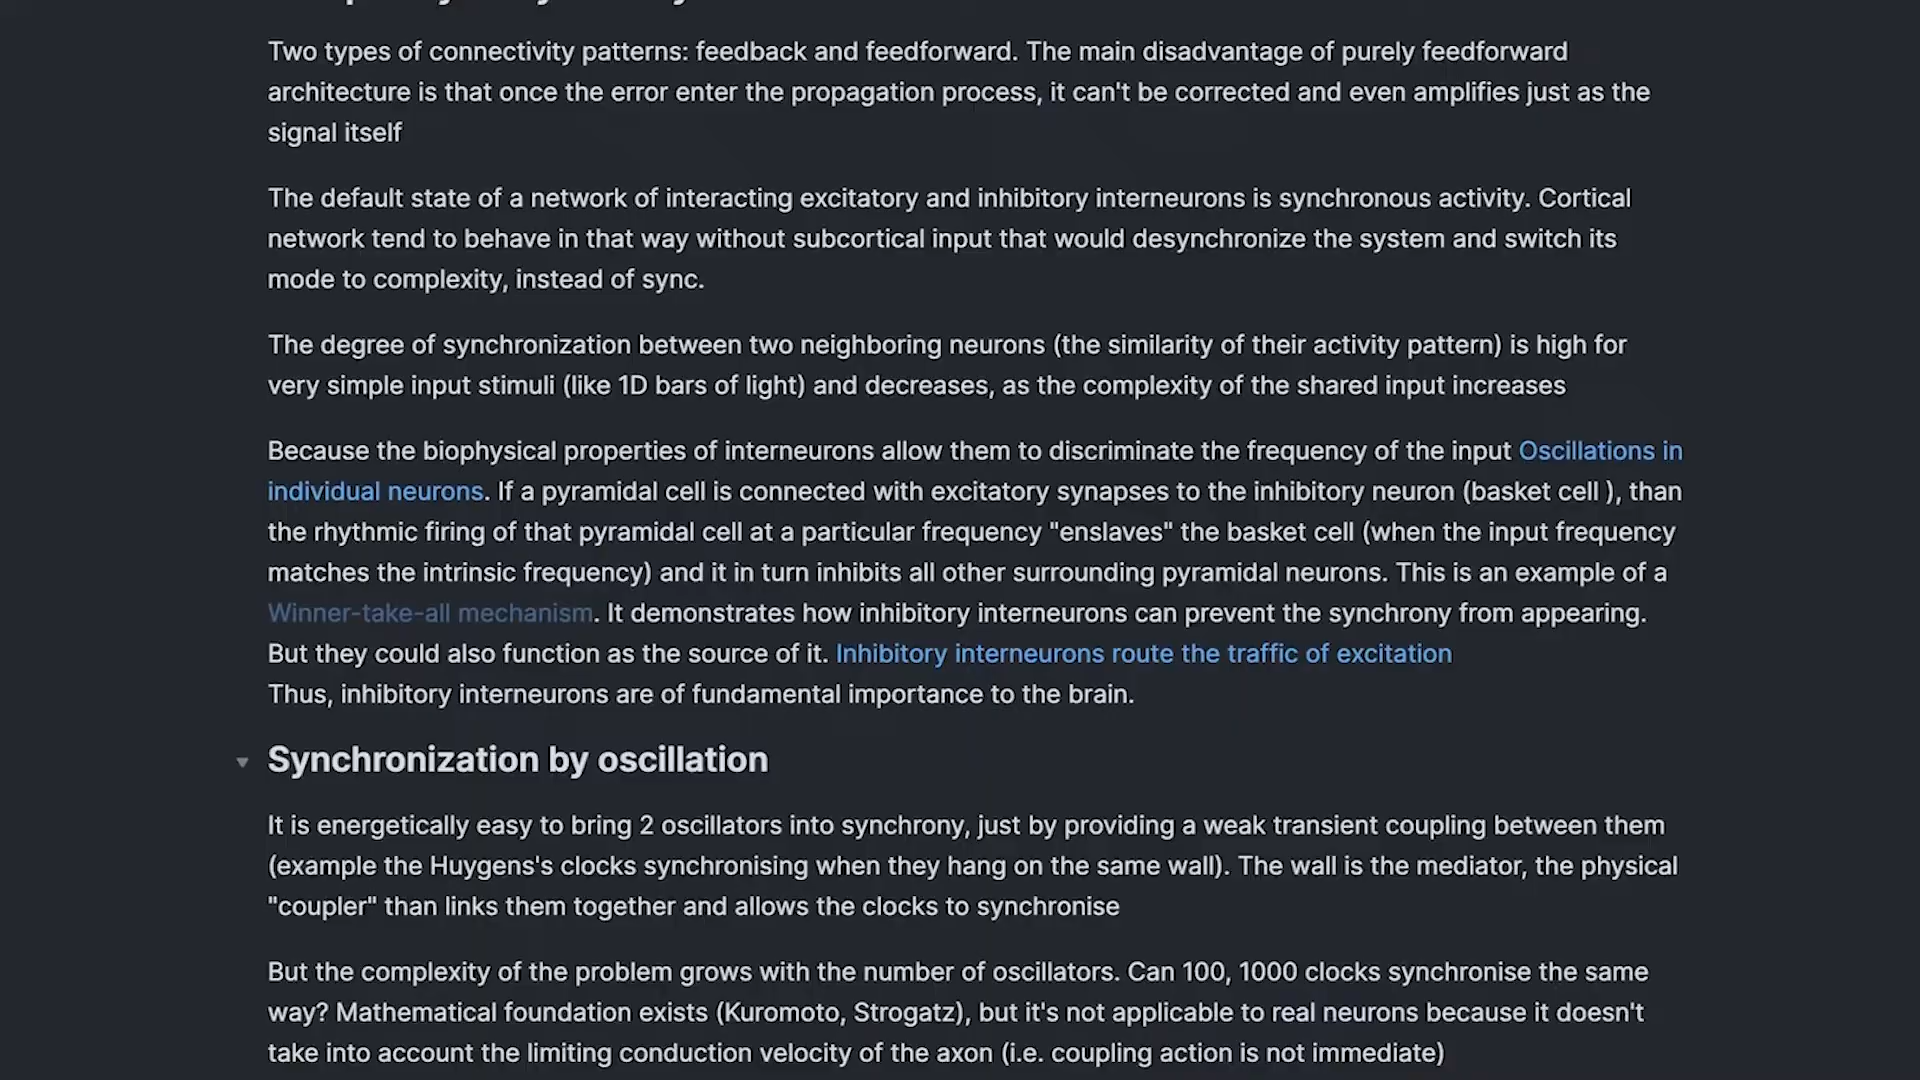 Two types of connectivity patterns: feedback and feedforward. The main disadvantage of purely feedforward
architecture is that once the error enter the propagation process, it can't be corrected and even amplifies just as the
signal itself
The default state of a network of interacting excitatory and inhibitory interneurons is synchronous activity. Cortical
network tend to behave in that way without subcortical input that would desynchronize the system and switch its
mode to complexity, instead of sync.
The degree of synchronization between two neighboring neurons (the similarity of their activity pattern) is high for
very simple input stimuli (like 1D bars of light) and decreases, as the complexity of the shared input increases
Because the biophysical properties of interneurons allow them to discriminate the frequency of the input Oscillations in
individual neurons. If a pyramidal cell is connected with excitatory synapses to the inhibitory neuron (basket cell ), than
the rhythmic firing of that pyramidal cell at a particular frequency "enslaves" the basket cell (when the input frequency
matches the intrinsic frequency) and it in turn inhibits all other surrounding pyramidal neurons. This is an example of a
Winner-take-all mechanism. It demonstrates how inhibitory interneurons can prevent the synchrony from appearing.
But they could also function as the source of it. Inhibitory interneurons route the traffic of excitation
Thus, inhibitory interneurons are of fundamental importance to the brain.
Synchronization by oscillation
It is energetically easy to bring 2 oscillators into synchrony, just by providing a weak transient coupling between them
(example the Huygens's clocks synchronising when they hang on the same wall). The wall is the mediator, the physical
"coupler" than links them together and allows the clocks to synchronise
But the complexity of the problem grows with the number of oscillators. Can 100, 1000 clocks synchronise the same
way? Mathematical foundation exists (Kuromoto, Strogatz), but it's not applicable to real neurons because it doesn't
take into account the limiting conduction velocity of the axon (i.e. coupling action is not immediate)